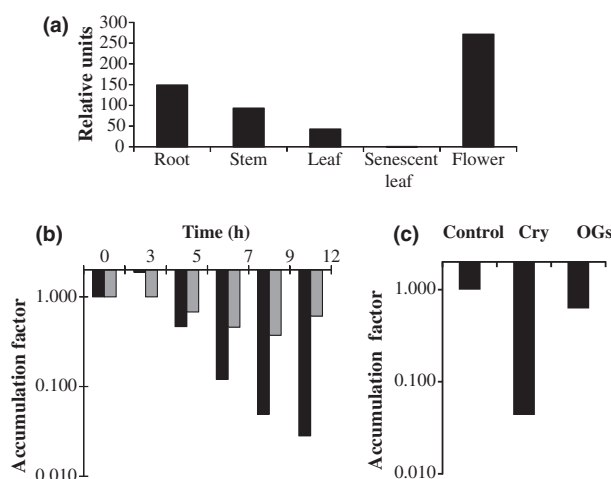 (a)
Relative units
300
250
200
150
100
50
0
Root Stem Leaf Senescent leaf Flower
(b)
Time (h)
0 3 5 7 9 12
Accumulation factor
1.000
0.100
0.010
(c)
Control Cry OGs
Accumulation factor
1.000
0.100
0.010